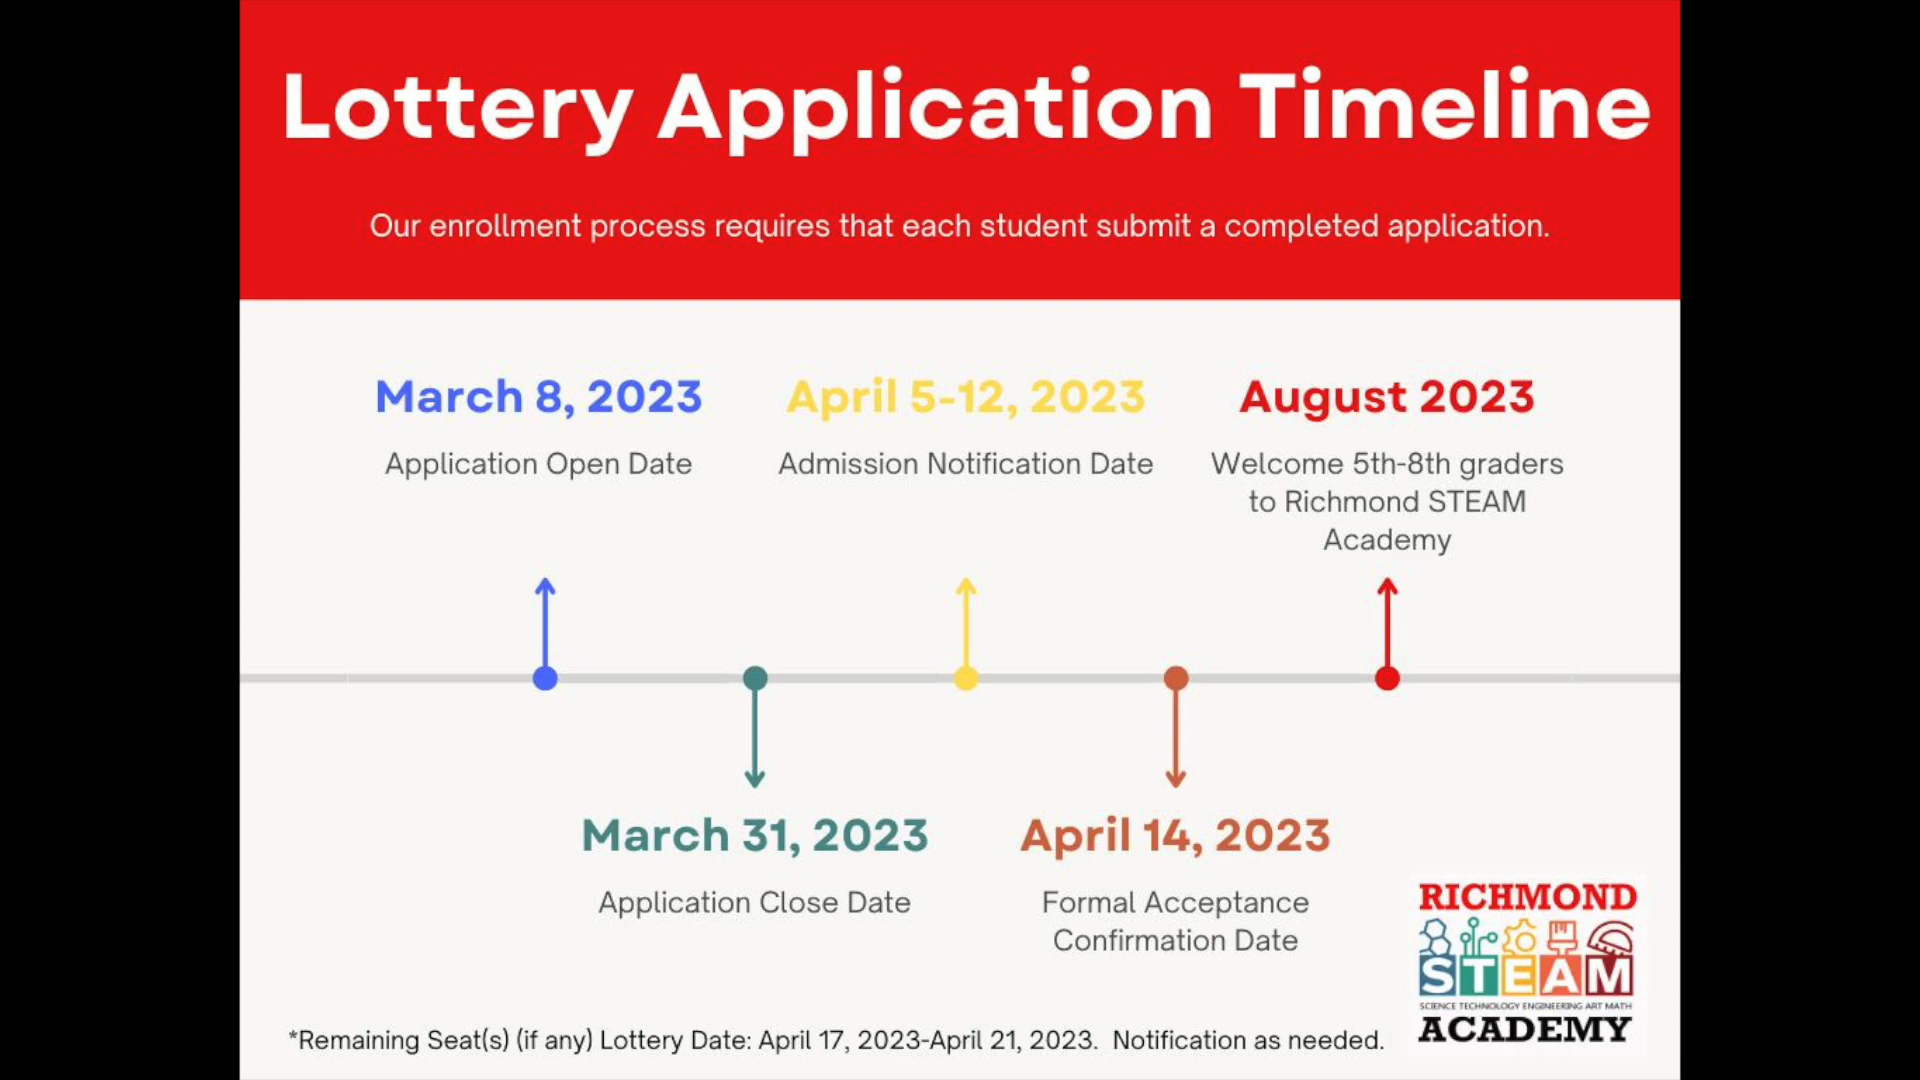 Lottery Application Timeline
Our enrollment process requires that each student submit a completed application.
March 8, 2023
Application Open Date
April 5-12, 2023
Admission Notification Date
August 2023
Welcome 5th-8th graders
to Richmond STEAM
Academy
March 31, 2023
Application Close Date
April 14, 2023
Formal Acceptance
Confirmation Date
*Remaining Seat(s) (if any) Lottery Date: April 17, 2023-April 21, 2023. Notification as needed.
RICHMOND
STEAM
SCIENCE TECHNOLOGY ENGINEERING ART MATH
ACADEMY